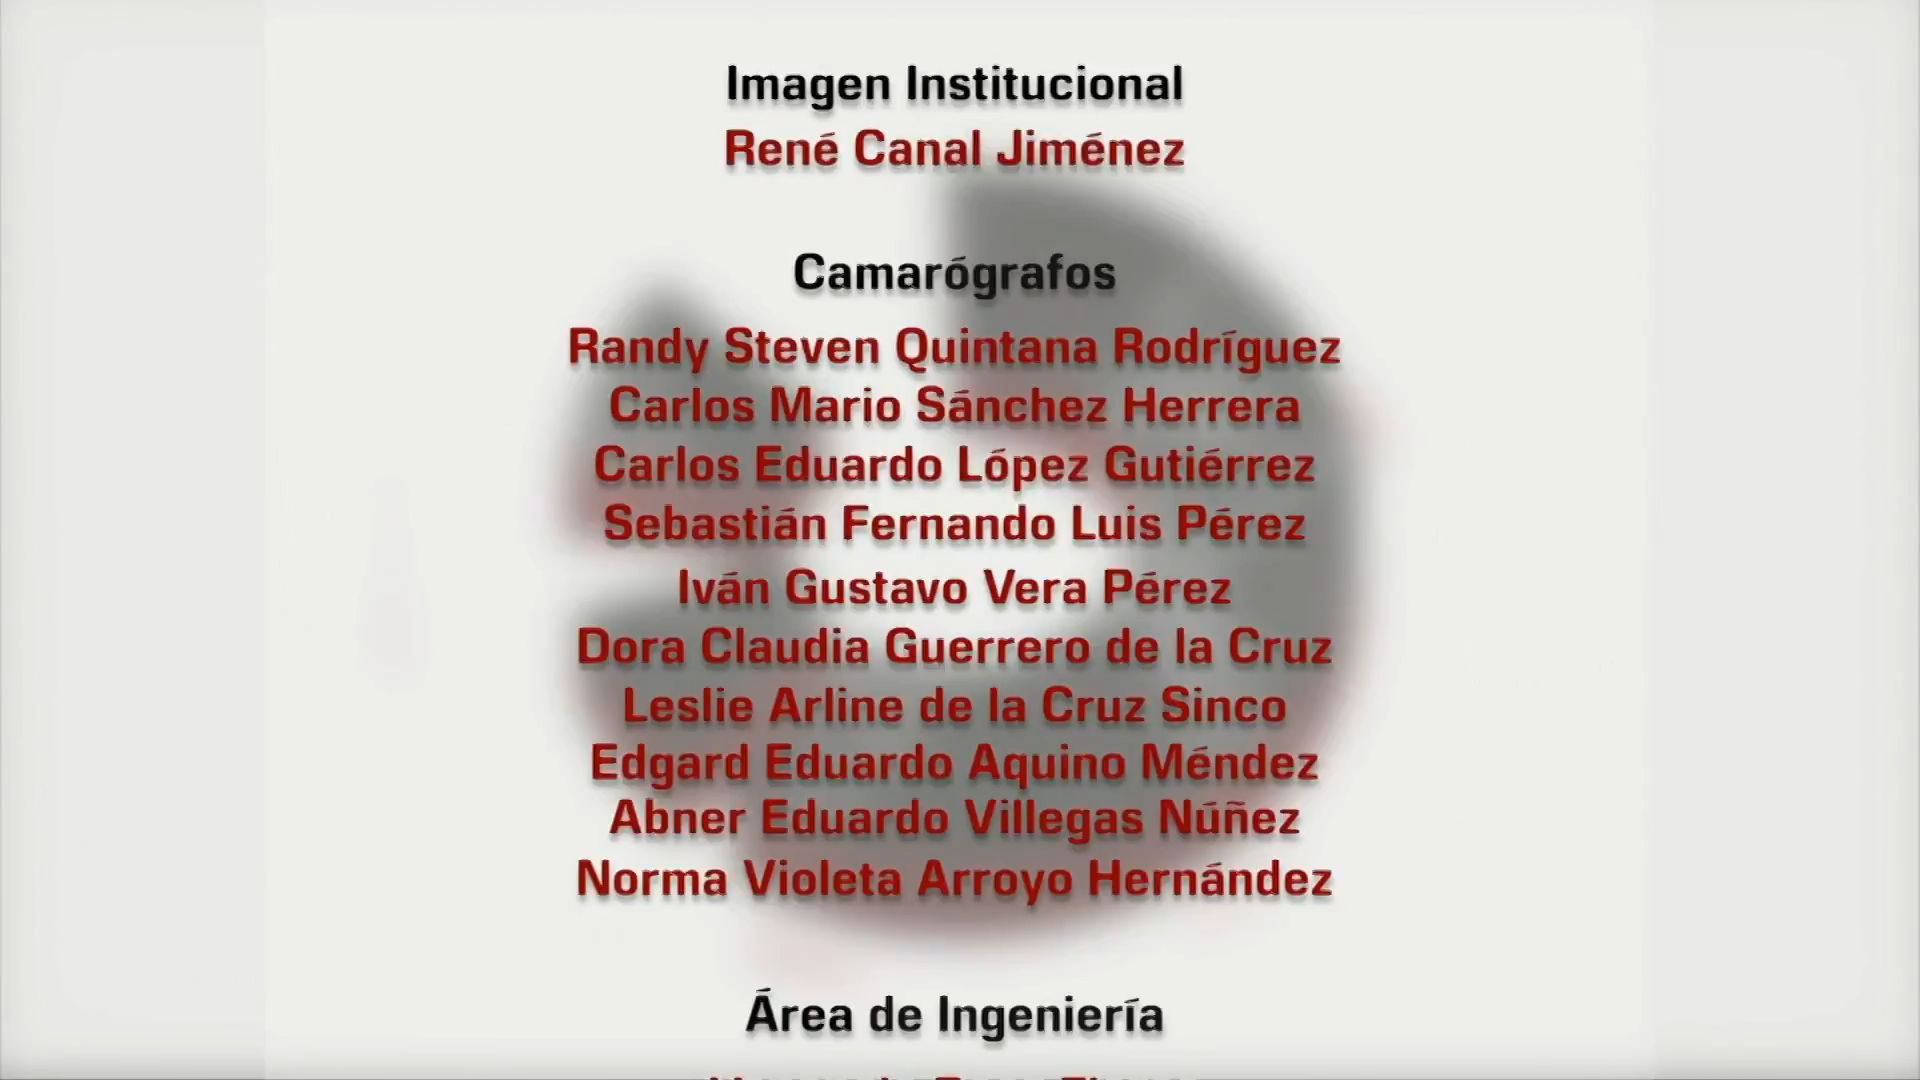 Imagen Institucional
René Canal Jiménez
Camarógrafos
Randy Steven Quintana Rodríguez
Carlos Mario Sánchez Herrera
Carlos Eduardo López Gutiérrez
Sebastián Fernando Luis Pérez
Iván Gustavo Vera Pérez
Dora Claudia Guerrero de la Cruz
Leslie Arline de la Cruz Sinco
Edgard Eduardo Aquino Méndez
Abner Eduardo Villegas Núñez
Norma Violeta Arroyo Hernández
Área de Ingeniería